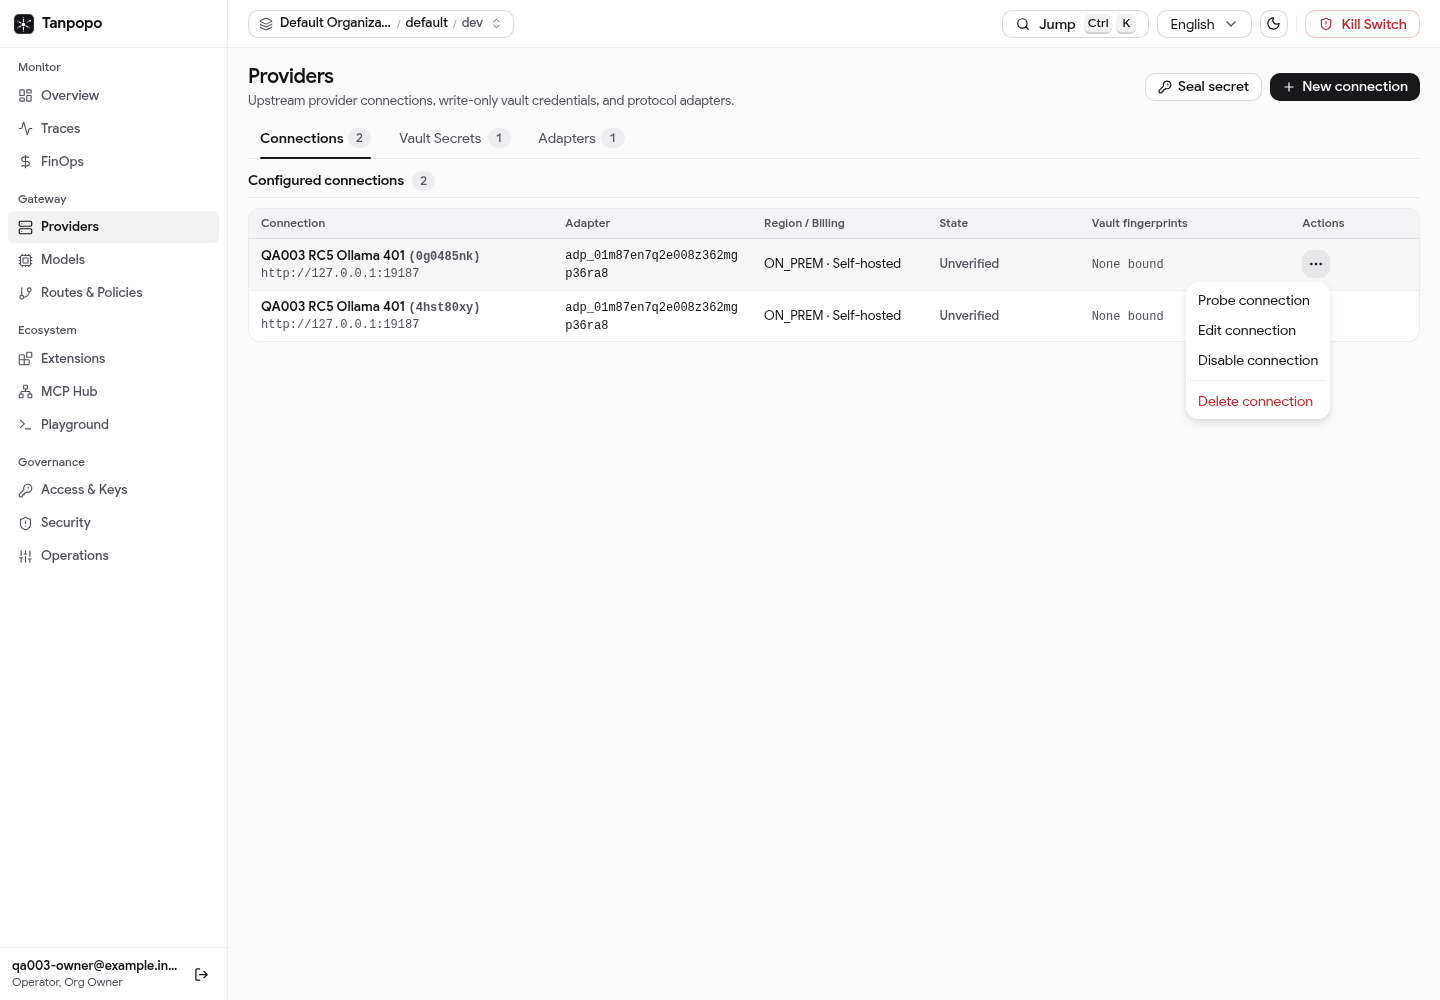 Tanpopo
Default Organiza... / default / dev
Jump Ctrl K
English
Kill Switch
Monitor
Overview
Traces
FinOps
Gateway
Providers
Models
Routes & Policies
Ecosystem
Extensions
MCP Hub
Playground
Governance
Access & Keys
Security
Operations
qa003-owner@example.in...
Operator, Org Owner
Providers
Upstream provider connections, write-only vault credentials, and protocol adapters.
Seal secret
New connection
Connections 2
Vault Secrets 1
Adapters 1
Configured connections 2
Connection Adapter Region / Billing State Vault fingerprints Actions
QA003 RC5 Ollama 401 (0g0485nk)
http://127.0.0.1:19187
adp_01m87en7q2e008z362mg
p36ra8
ON_PREM · Self-hosted
Unverified
None bound
QA003 RC5 Ollama 401 (4hst80xy)
http://127.0.0.1:19187
adp_01m87en7q2e008z362mg
p36ra8
ON_PREM · Self-hosted
Unverified
None bound
Probe connection
Edit connection
Disable connection
Delete connection